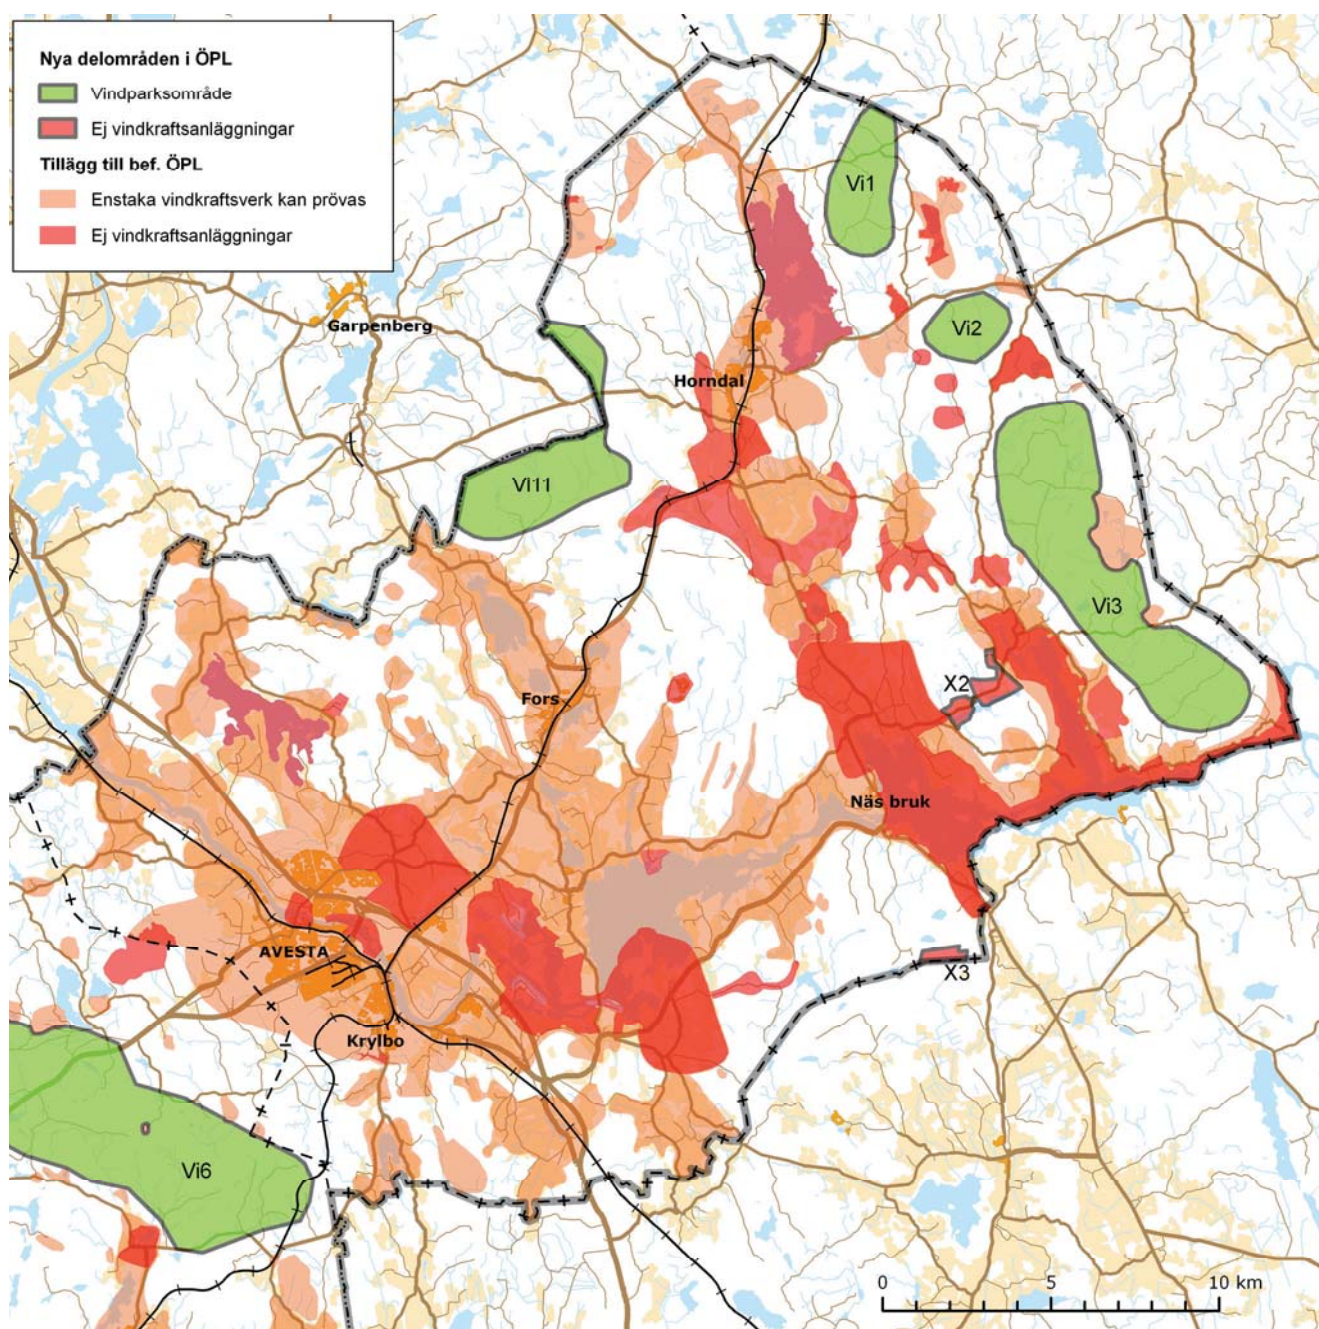 Nya delområden i ÖPL
Vindparksområde
Ej vindkraftsanläggningar
Tillägg till bef. ÖPL
Enstaka vindkraftsverk kan prövas
Ej vindkraftsanläggningar
Vi1
Garpenberg
Vi2
Horndal
Vi11
Vi3
X2
Fors
Näs bruk
AVESTA
X3
Krylbo
Vi6
0 5 10 km